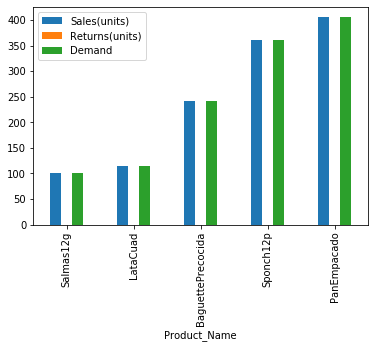 Sales(units)
Returns(units)
Demand
400
350
300
250
200
150
100
50
0
Salmas12g
LataCuad
BaguettePrecocida
Sponch12p
PanEmpacado
Product_Name